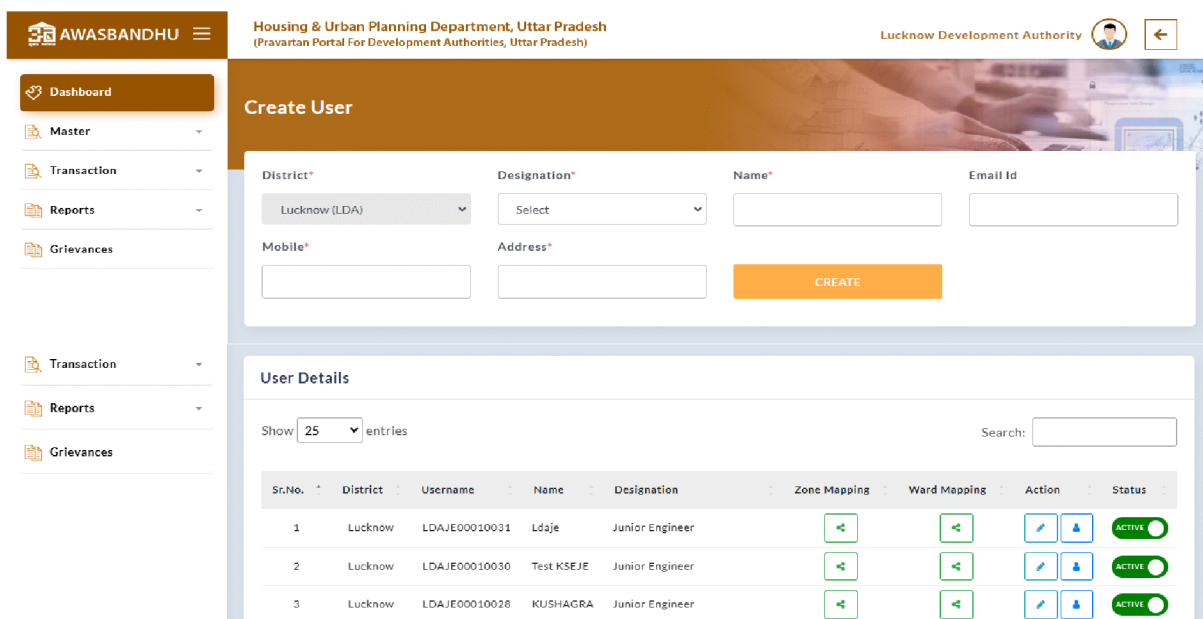 AWASBANDHU
Housing & Urban Planning Department, Uttar Pradesh
(Pravartan Portal For Development Authorities, Uttar Pradesh)
Lucknow Development Authority
Dashboard
Master
Transaction
Reports
Grievances
Create User
District* Designation* Name* Email Id
Lucknow (LDA) Select
Mobile* Address*
CREATE
Transaction
Reports
Grievances
User Details
Show 25 entries Search:
Sr.No. District Username Name Designation Zone Mapping Ward Mapping Action Status
1 Lucknow LDAJE00010031 Ldaje Junior Engineer ACTIVE
2 Lucknow LDAJE00010030 Test KSEJE Junior Engineer ACTIVE
3 Lucknow LDAJE00010028 KUSHAGRA Junior Engineer ACTIVE